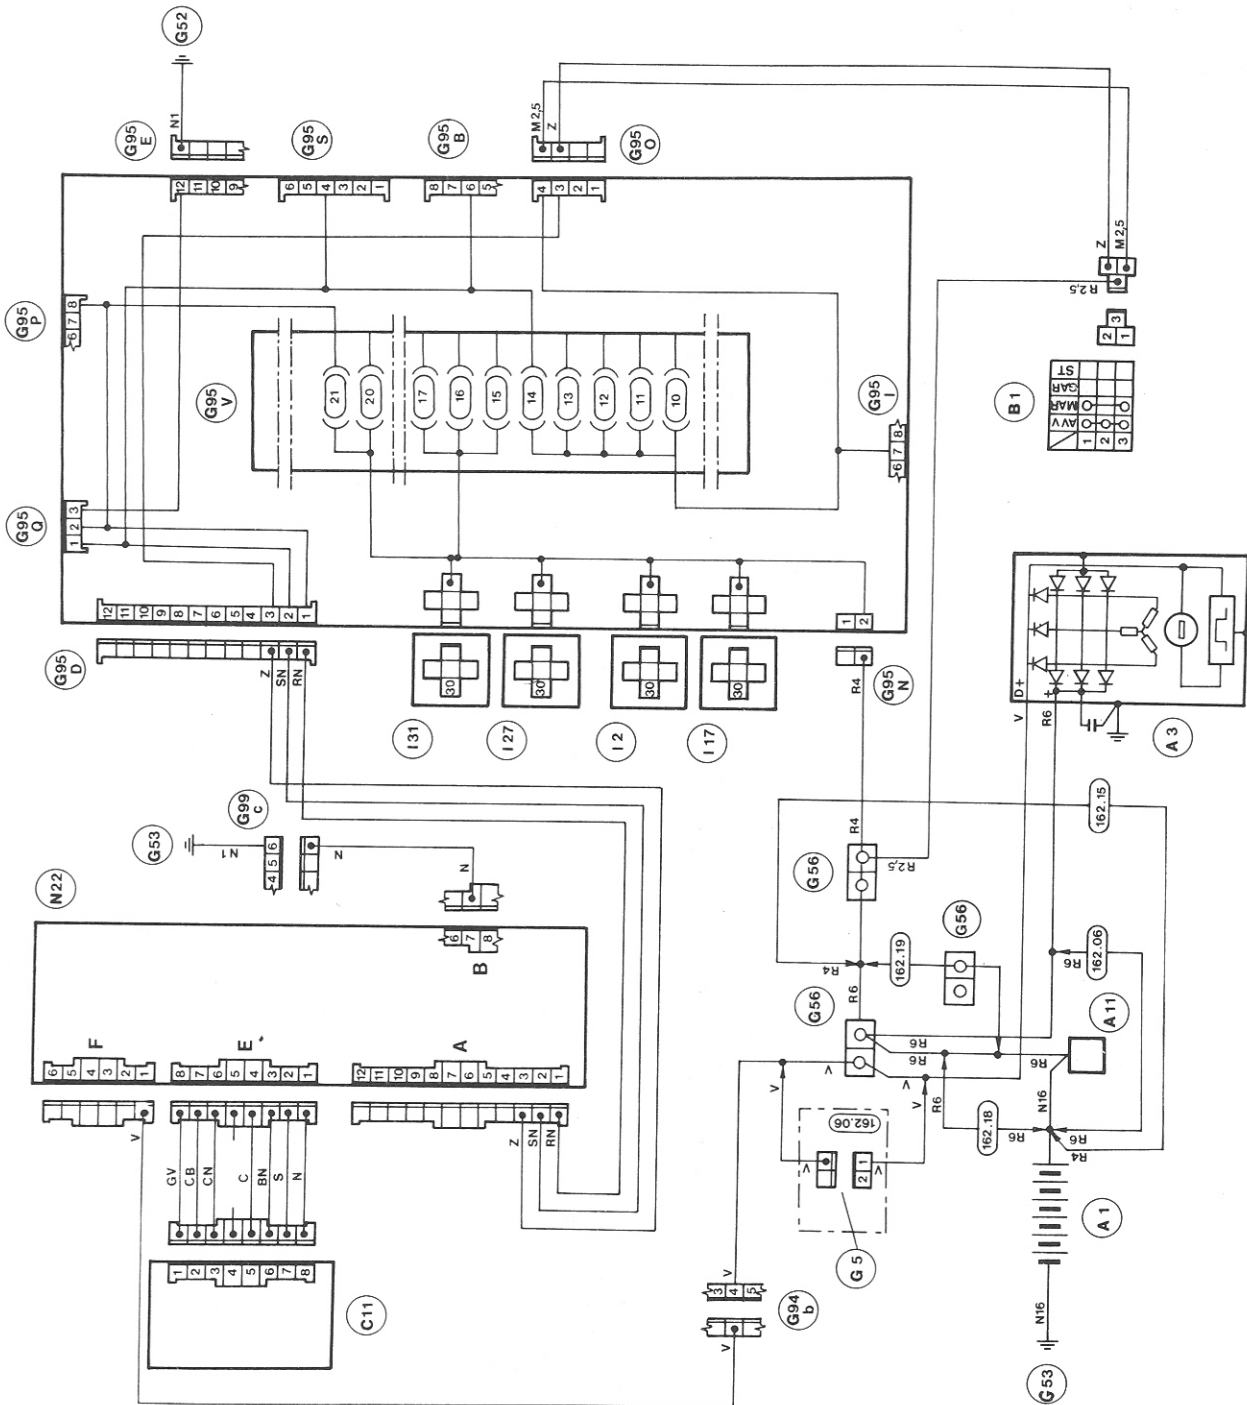 G52
N1
G95 E
G95 S
G95 B
M2,5
Z
G95 O
12 11 10 9
6 5 4 3 2 1
8 7 6 5
4 3 2 1
G95 P
6 7 8
G95 V
21 20 17 16 15 14 13 12 11 10
G95 I
6 7 8
G95 Q
1 2 3
12 11 10 9 8 7 6 5 4 3 2 1
1 2
G95 D
Z
SN
RN
30 30 30 30
I31
I27
I2
I17
R4
G95 N
Z
M2,5
R2,5
3
2 1
B1
ST
GAR
MAR
AVV
1 2 3
V
D+
R6
+
A3
G53
N1
G99 c
4 5 6
N
N
N22
6 7 8
B
F
E
A
6 5 4 3 2 1
8 7 6 5 4 3 2 1
12 11 10 9 8 7 6 5 4 3 2 1
V
GV
CB
CN
C
BN
S
N
Z
SN
RN
1 2 3 4 5 6 7 8
C11
R4
G56
R2,5
162.15
R4
162.19
G56
R6
G56
R6
162.06
A11
R6
R6
V
V
V
R6
162.06
V
2 1
V
G5
162.18
R6
N16
R6
R4
A1
V
3 4 5
G94 b
V
N16
G53